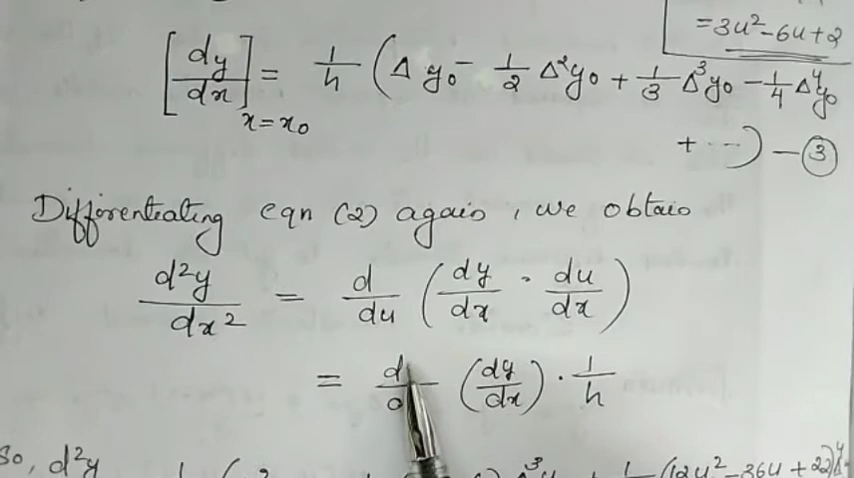 = 3u² - 6u + 2
[dy/dx]x=x₀ = 1/h (Δy₀ - 1/2 Δ²y₀ + 1/3 Δ³y₀ - 1/4 Δ⁴y₀
+ ...) — ③
Differentiating eqn (2) again, we obtain
d²y/dx² = d/du (dy/dx · du/dx)
= d/ (dy/dx) · 1/h
So, d²y (12u² - 36u + 22)